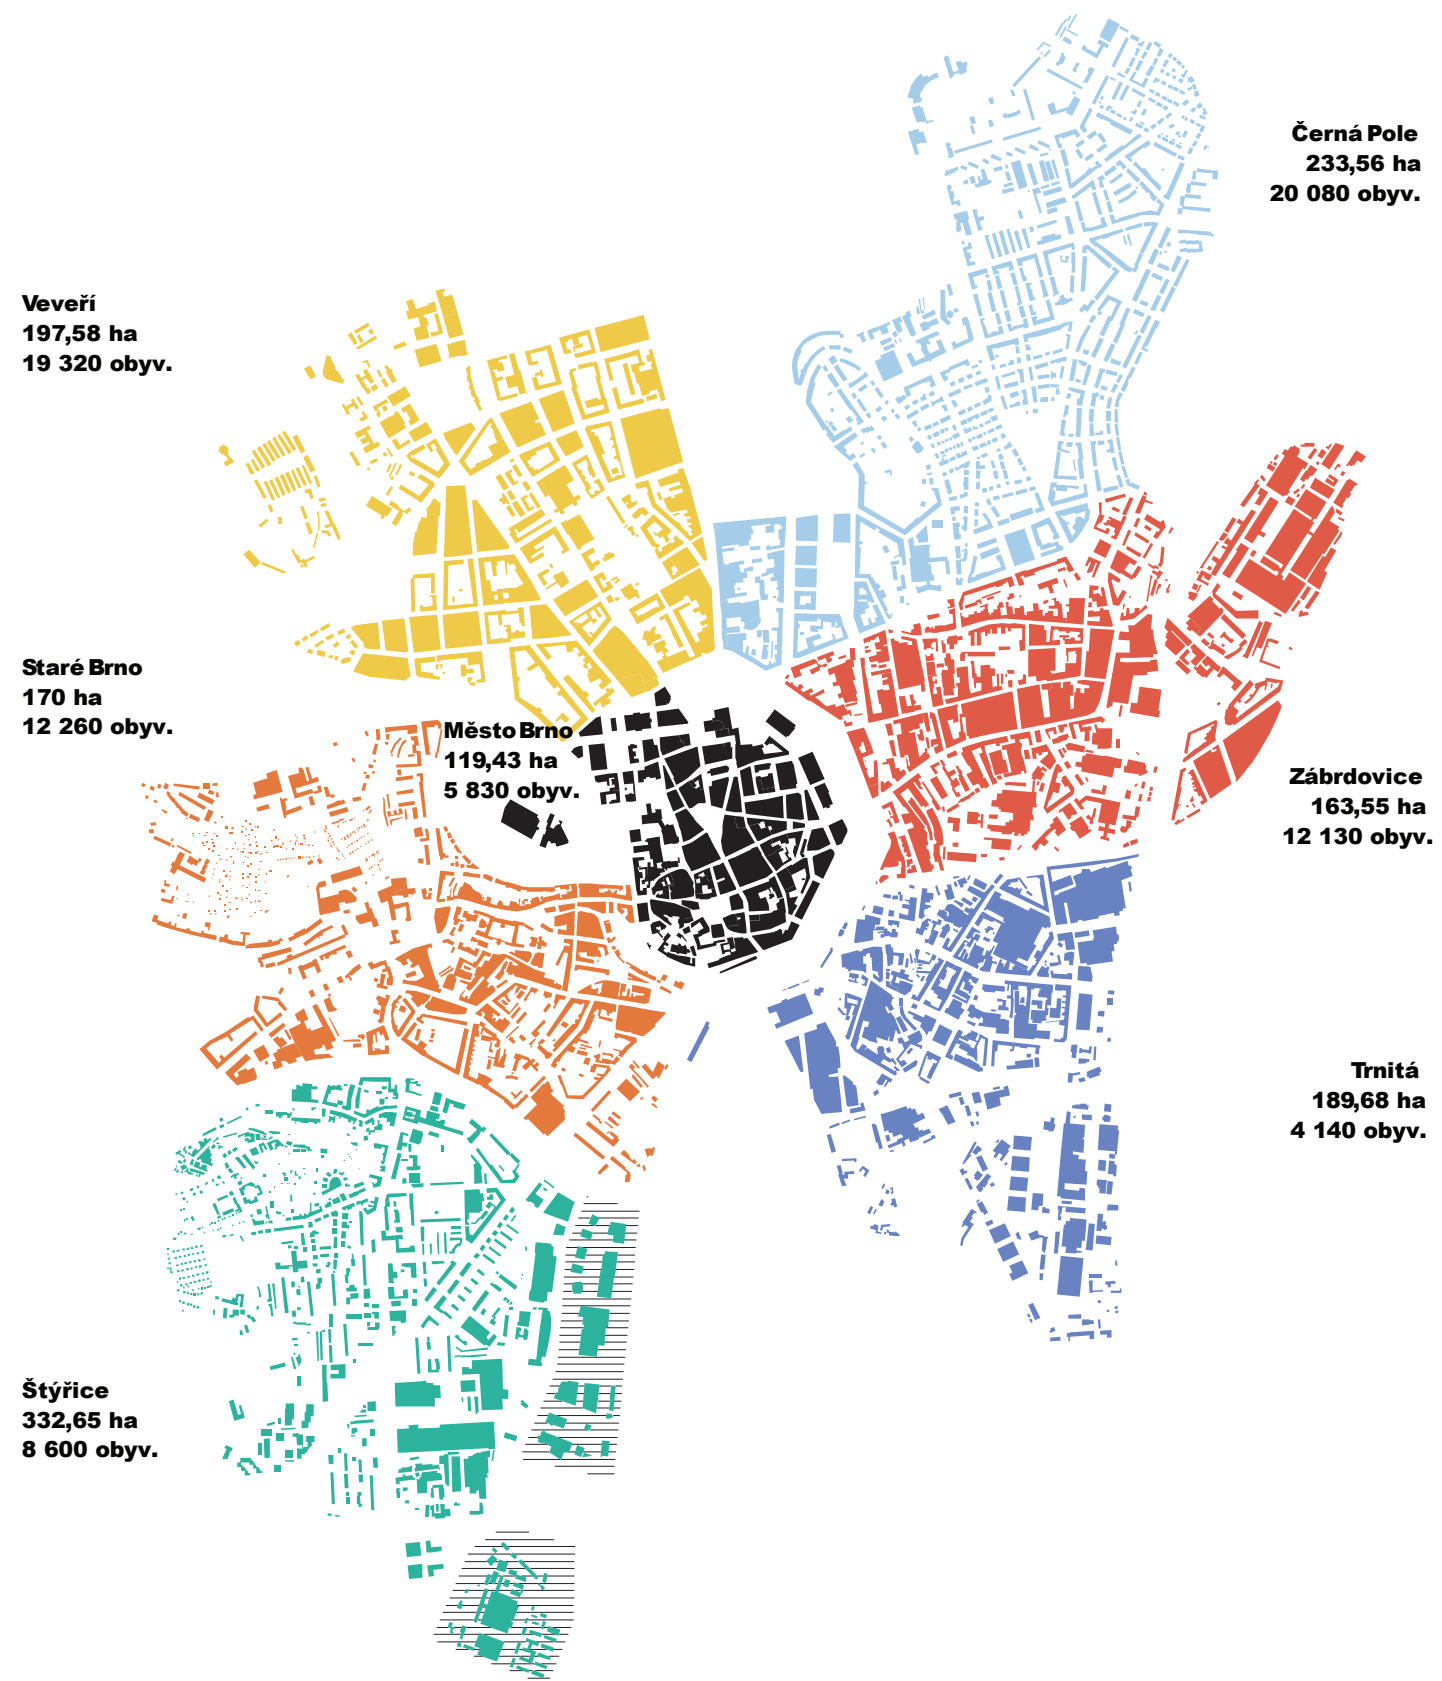 Černá Pole
233,56 ha
20 080 obyv.
Veveří
197,58 ha
19 320 obyv.
Staré Brno
170 ha
12 260 obyv.
Město Brno
119,43 ha
5 830 obyv.
Zábrdovice
163,55 ha
12 130 obyv.
Trnitá
189,68 ha
4 140 obyv.
Štýřice
332,65 ha
8 600 obyv.